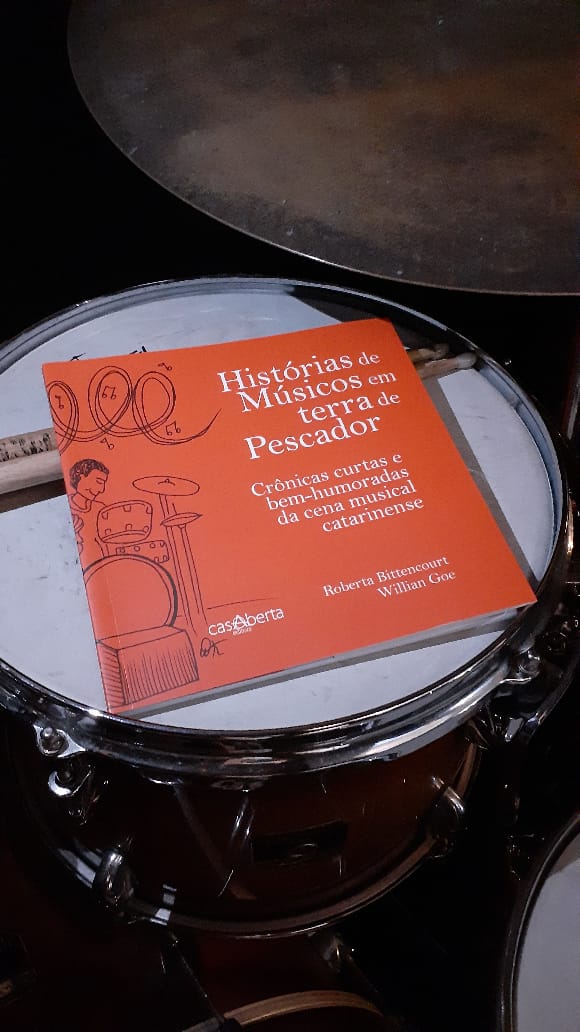 Histórias de
Músicos em
terra de
Pescador
Crônicas curtas e
bem-humoradas
da cena musical
catarinense
Roberta Bittencourt
Willian Goe
casAberta